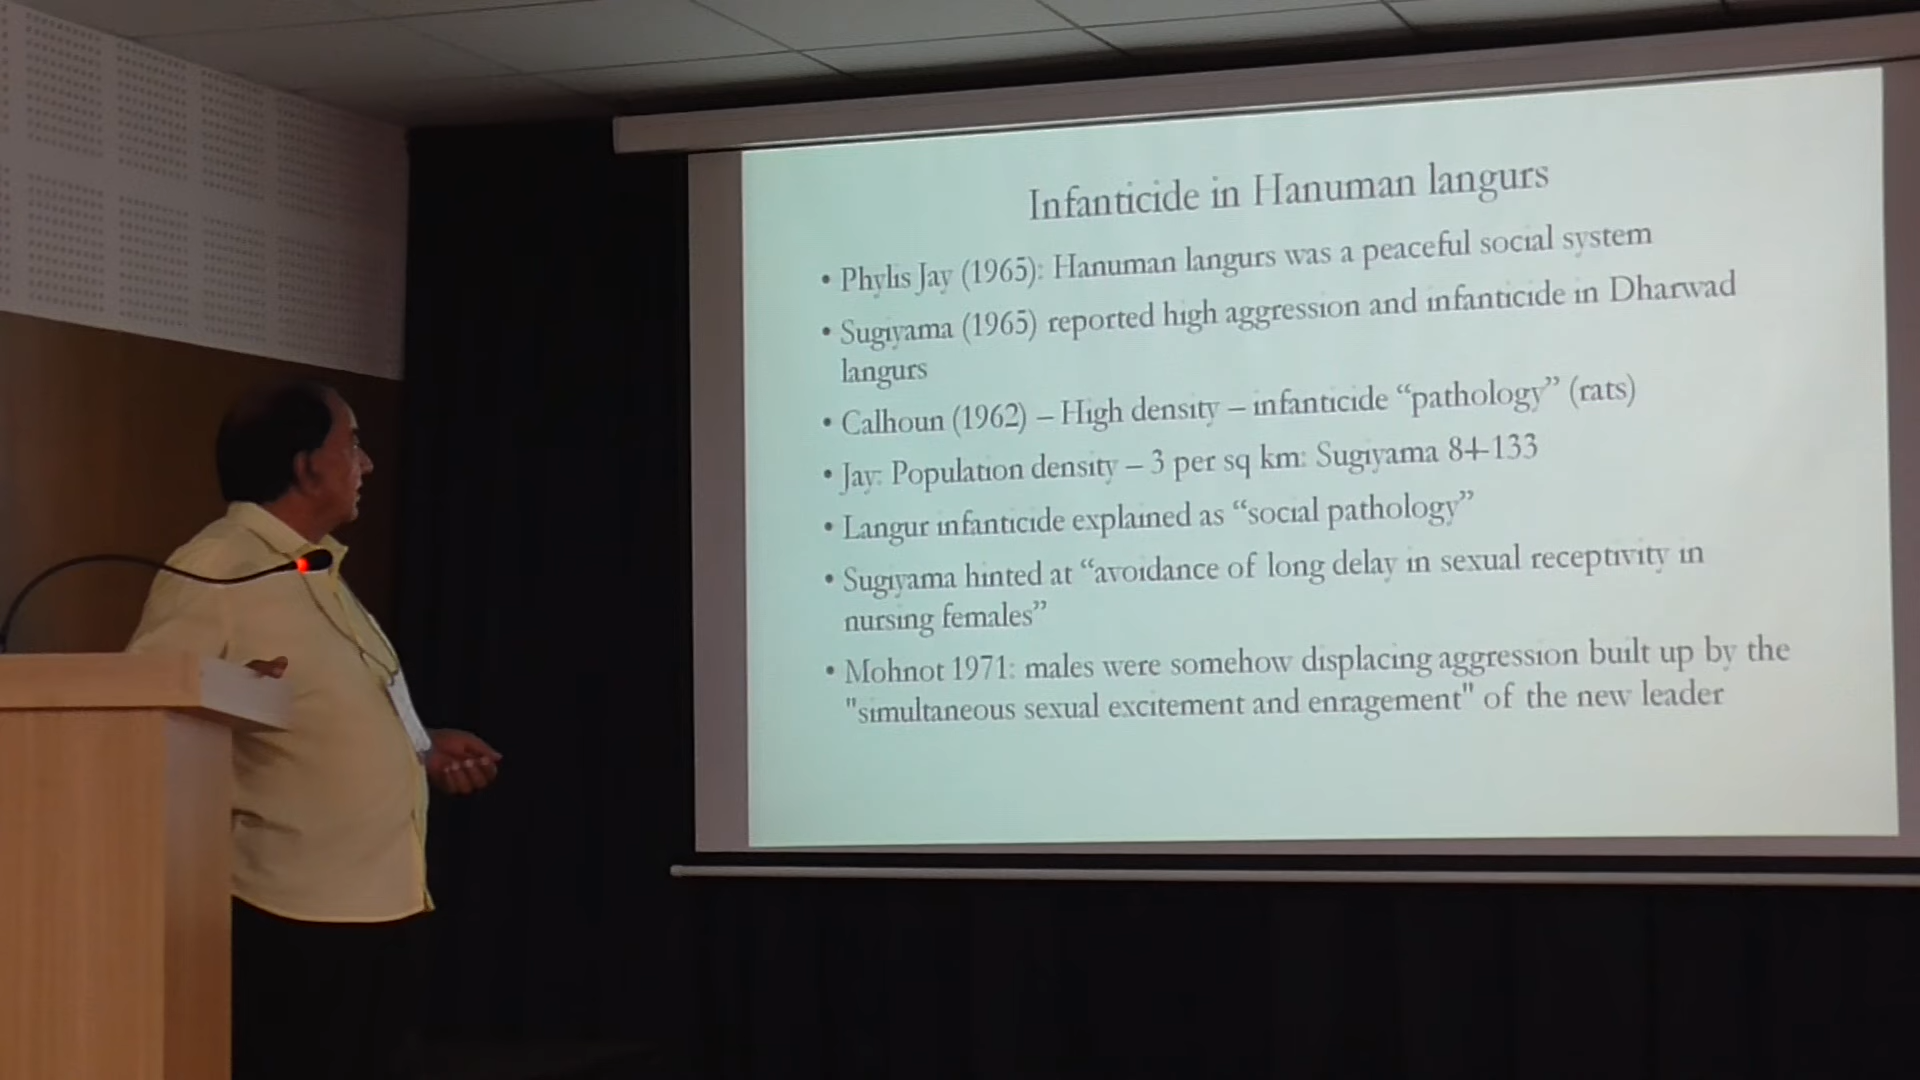 Infanticide in Hanuman langurs
• Phylis Jay (1965): Hanuman langurs was a peaceful social system
• Sugiyama (1965) reported high aggression and infanticide in Dharwad
langurs
• Calhoun (1962) – High density – infanticide “pathology” (rats)
• Jay: Population density – 3 per sq km: Sugiyama 84-133
• Langur infanticide explained as “social pathology”
• Sugiyama hinted at “avoidance of long delay in sexual receptivity in
nursing females”
• Mohnot 1971: males were somehow displacing aggression built up by the
"simultaneous sexual excitement and enragement" of the new leader